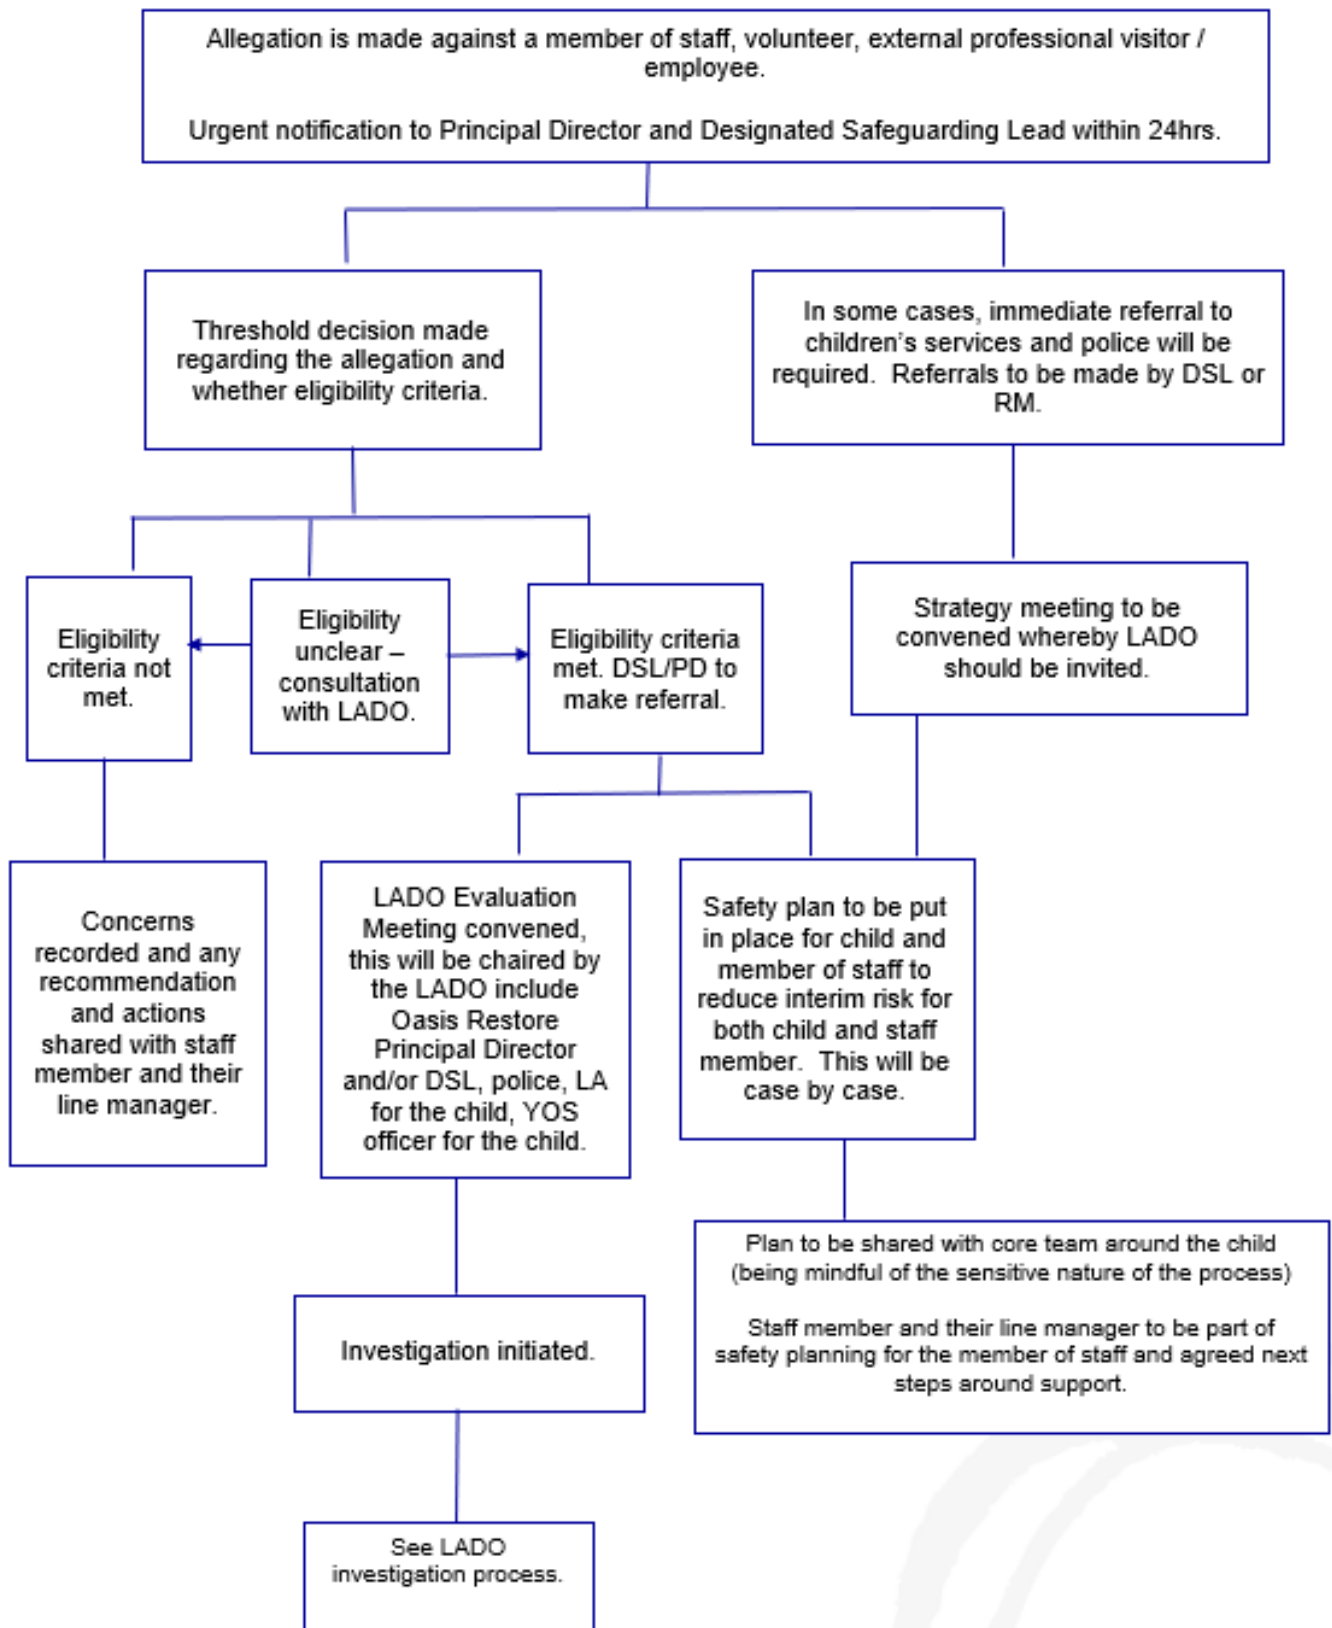 Allegation is made against a member of staff, volunteer, external professional visitor /
employee.
Urgent notification to Principal Director and Designated Safeguarding Lead within 24hrs.
Threshold decision made
regarding the allegation and
whether eligibility criteria.
In some cases, immediate referral to
children's services and police will be
required.  Referrals to be made by DSL or
RM.
Eligibility
criteria not
met.
Eligibility
unclear –
consultation
with LADO.
Eligibility criteria
met. DSL/PD to
make referral.
Strategy meeting to be
convened whereby LADO
should be invited.
Concerns
recorded and any
recommendation
and actions
shared with staff
member and their
line manager.
LADO Evaluation
Meeting convened,
this will be chaired by
the LADO include
Oasis Restore
Principal Director
and/or DSL, police, LA
for the child, YOS
officer for the child.
Safety plan to be put
in place for child and
member of staff to
reduce interim risk for
both child and staff
member.  This will be
case by case.
Plan to be shared with core team around the child
(being mindful of the sensitive nature of the process)
Staff member and their line manager to be part of
safety planning for the member of staff and agreed next
steps around support.
Investigation initiated.
See LADO
investigation process.